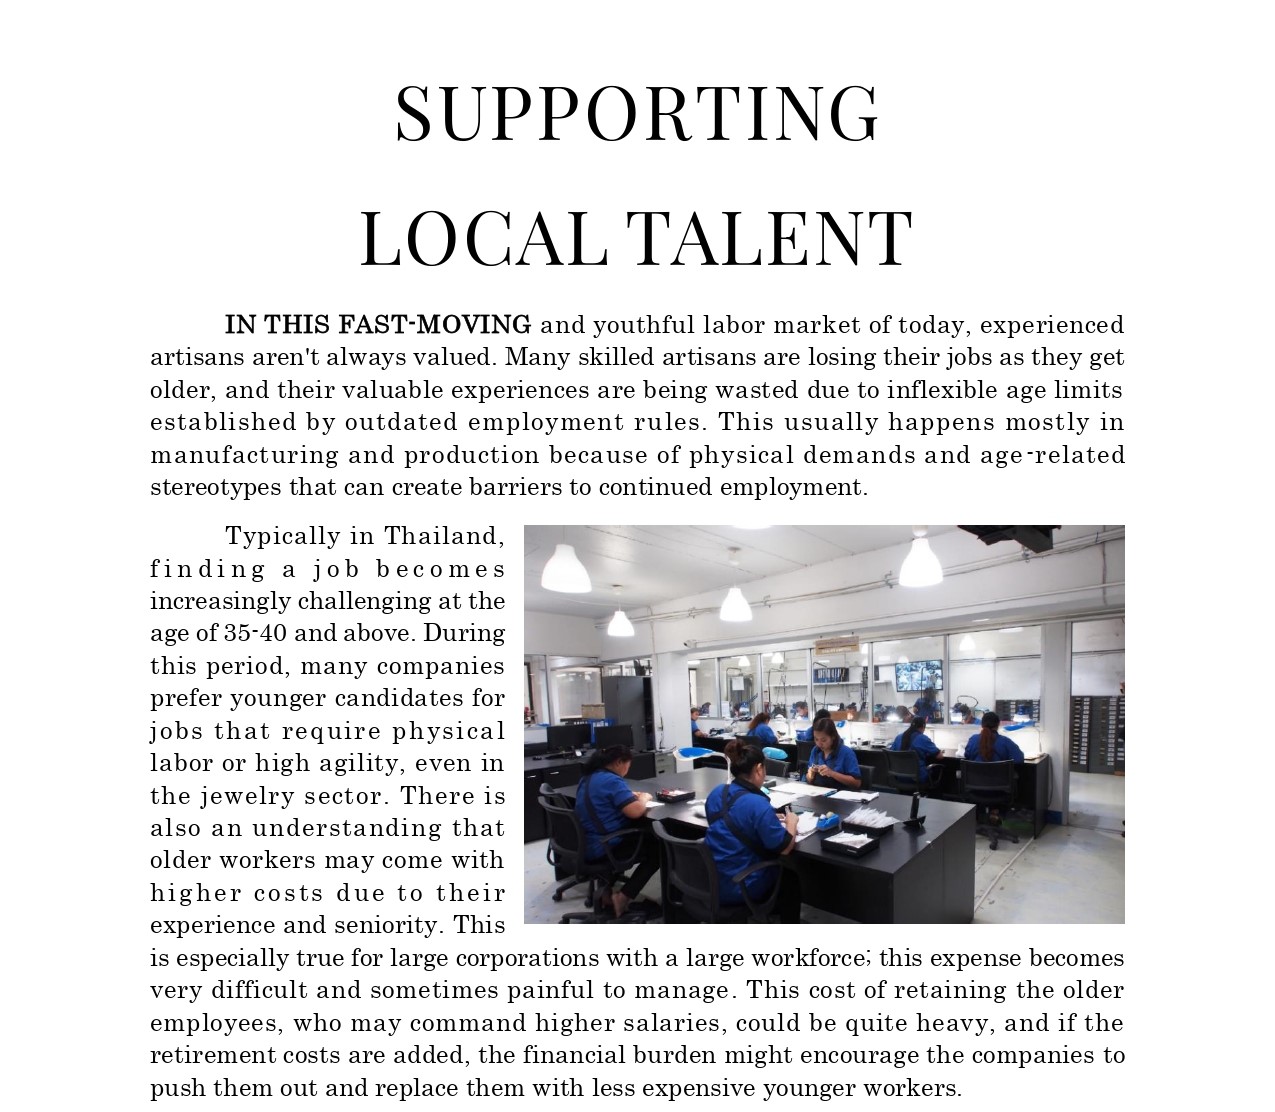 SUPPORTING
LOCAL TALENT
IN THIS FAST-MOVING and youthful labor market of today, experienced
artisans aren't always valued. Many skilled artisans are losing their jobs as they get
older, and their valuable experiences are being wasted due to inflexible age limits
established by outdated employment rules. This usually happens mostly in
manufacturing and production because of physical demands and age-related
stereotypes that can create barriers to continued employment.
Typically in Thailand,
finding a job becomes
increasingly challenging at the
age of 35-40 and above. During
this period, many companies
prefer younger candidates for
jobs that require physical
labor or high agility, even in
the jewelry sector. There is
also an understanding that
older workers may come with
higher costs due to their
experience and seniority. This
is especially true for large corporations with a large workforce; this expense becomes
very difficult and sometimes painful to manage. This cost of retaining the older
employees, who may command higher salaries, could be quite heavy, and if the
retirement costs are added, the financial burden might encourage the companies to
push them out and replace them with less expensive younger workers.